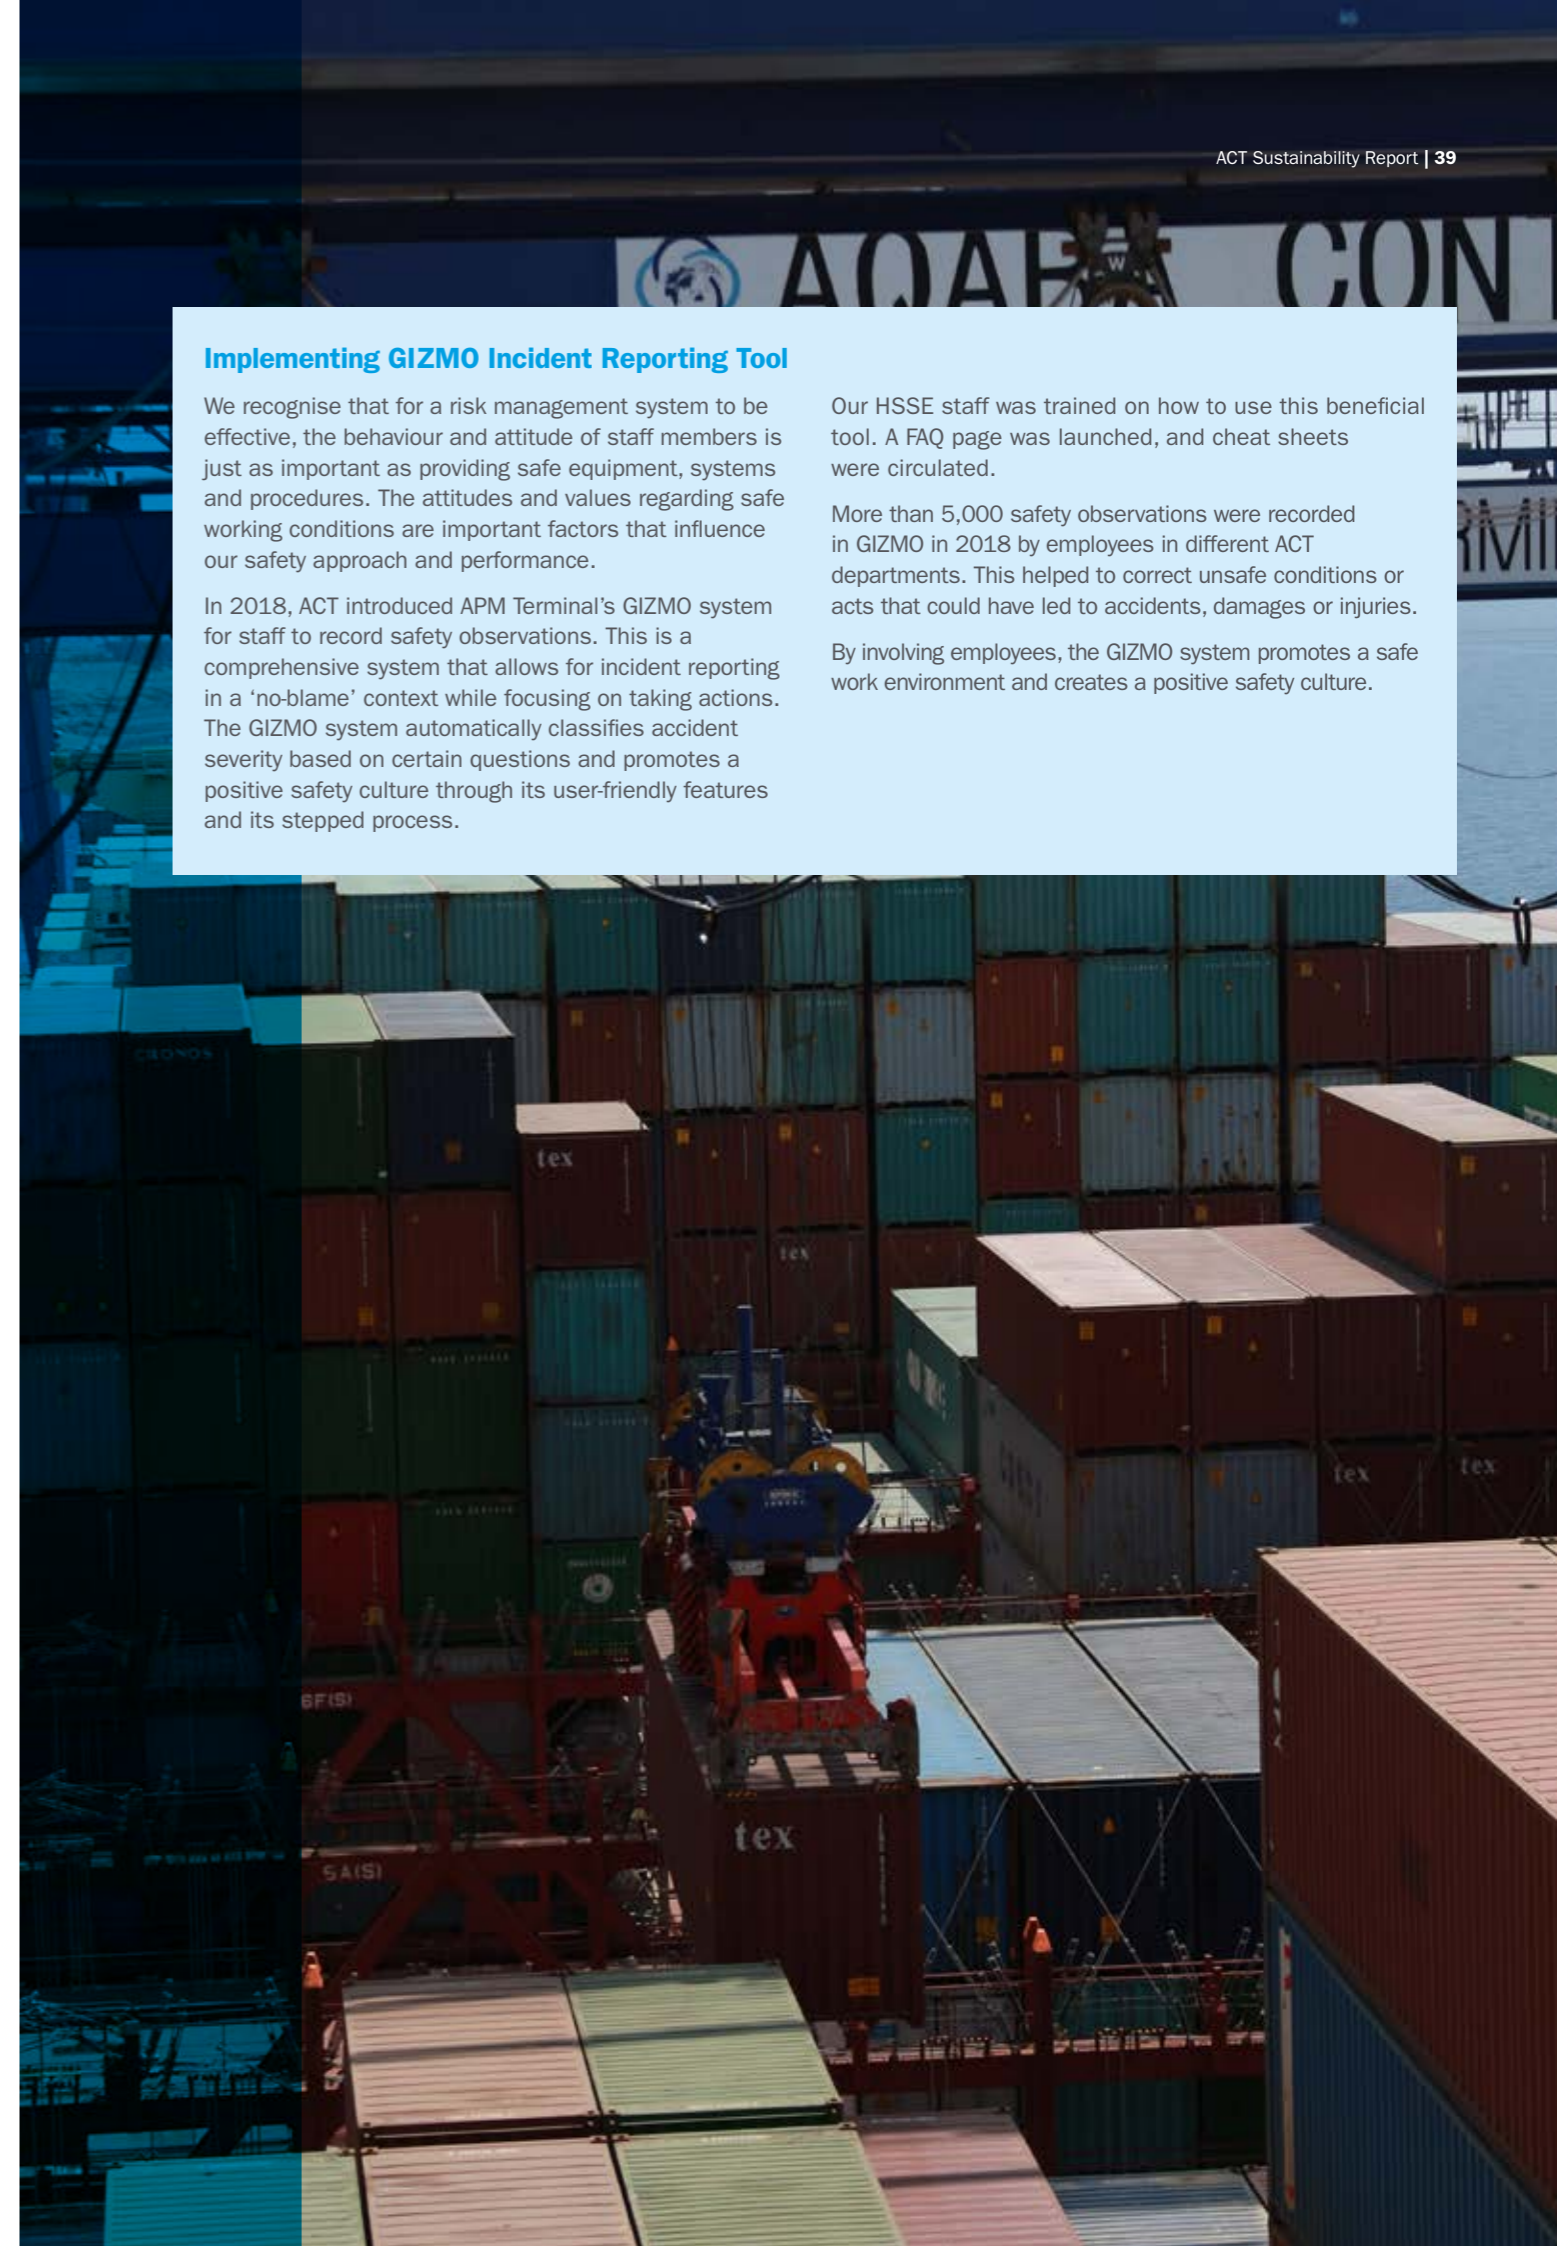 ACT Sustainability Report | 39
AQABA CONT
W
Implementing GIZMO Incident Reporting Tool
We recognise that for a risk management system to be
effective, the behaviour and attitude of staff members is
just as important as providing safe equipment, systems
and procedures. The attitudes and values regarding safe
working conditions are important factors that influence
our safety approach and performance.
In 2018, ACT introduced APM Terminal’s GIZMO system
for staff to record safety observations. This is a
comprehensive system that allows for incident reporting
in a ‘no-blame’ context while focusing on taking actions.
The GIZMO system automatically classifies accident
severity based on certain questions and promotes a
positive safety culture through its user-friendly features
and its stepped process.
Our HSSE staff was trained on how to use this beneficial
tool. A FAQ page was launched, and cheat sheets
were circulated.
More than 5,000 safety observations were recorded
in GIZMO in 2018 by employees in different ACT
departments. This helped to correct unsafe conditions or
acts that could have led to accidents, damages or injuries.
By involving employees, the GIZMO system promotes a safe
work environment and creates a positive safety culture.
CRONOS
tex
tex
tex
tex
6F(S)
tex
5A(S)